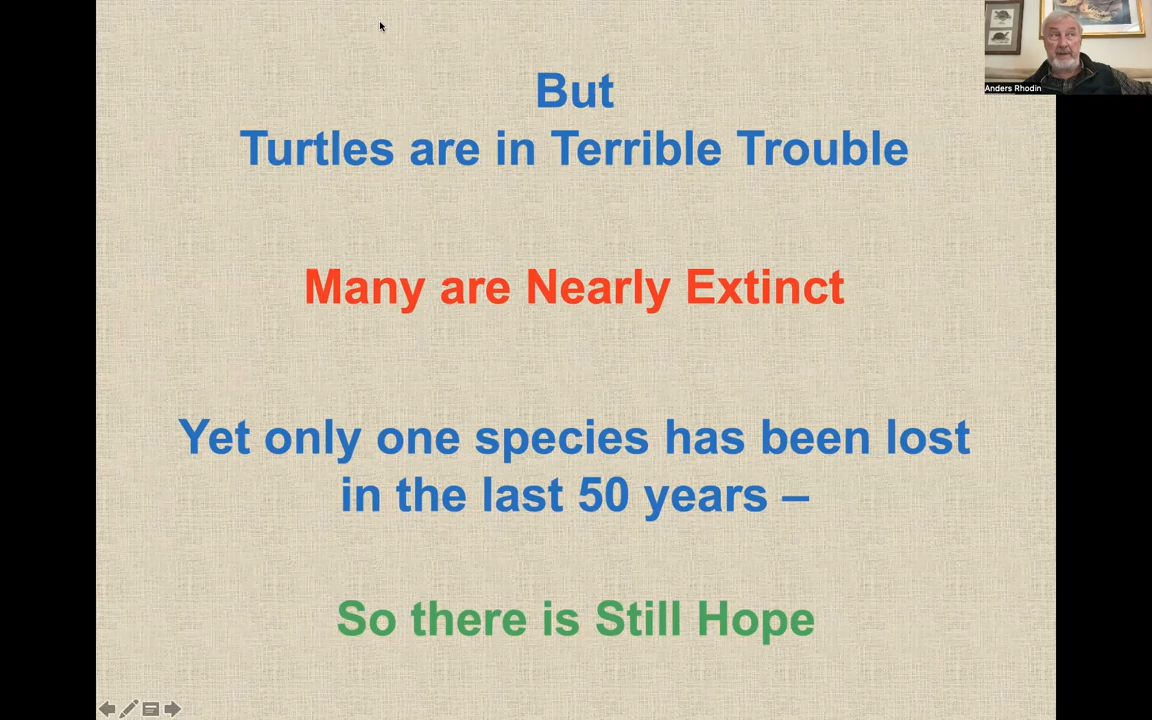 But
Turtles are in Terrible Trouble
Many are Nearly Extinct
Yet only one species has been lost
in the last 50 years –
So there is Still Hope
Anders Rhodin